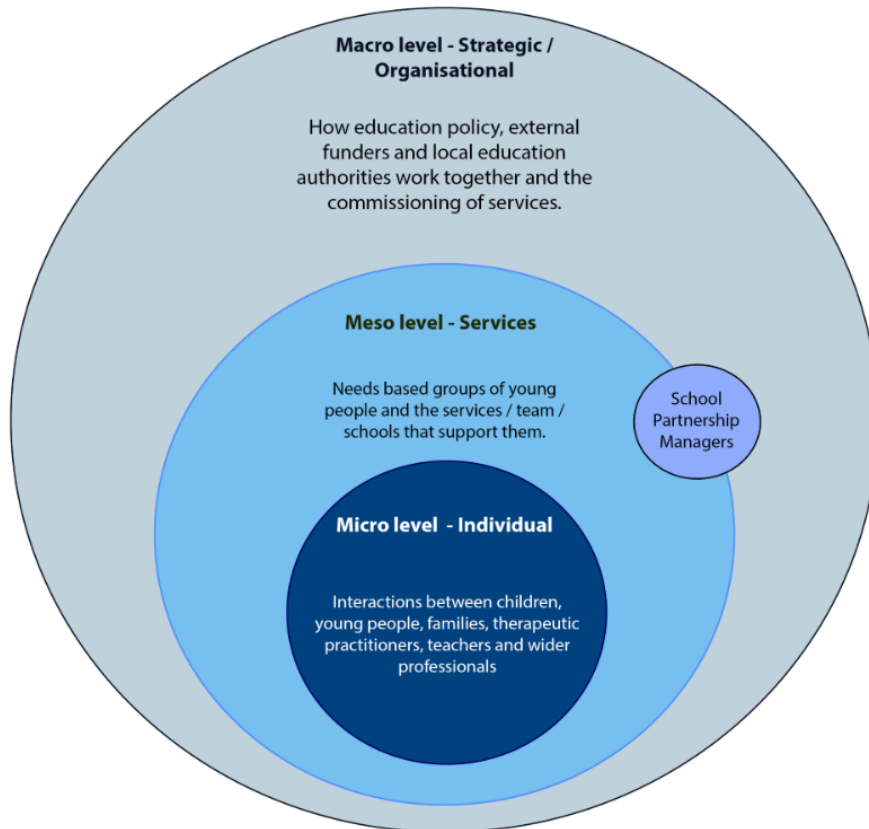 Macro level - Strategic /
Organisational
How education policy, external
funders and local education
authorities work together and the
commissioning of services.
Meso level - Services
Needs based groups of young
people and the services / team /
schools that support them.
School
Partnership
Managers
Micro level  - Individual
Interactions between children,
young people, families, therapeutic
practitioners, teachers and wider
professionals